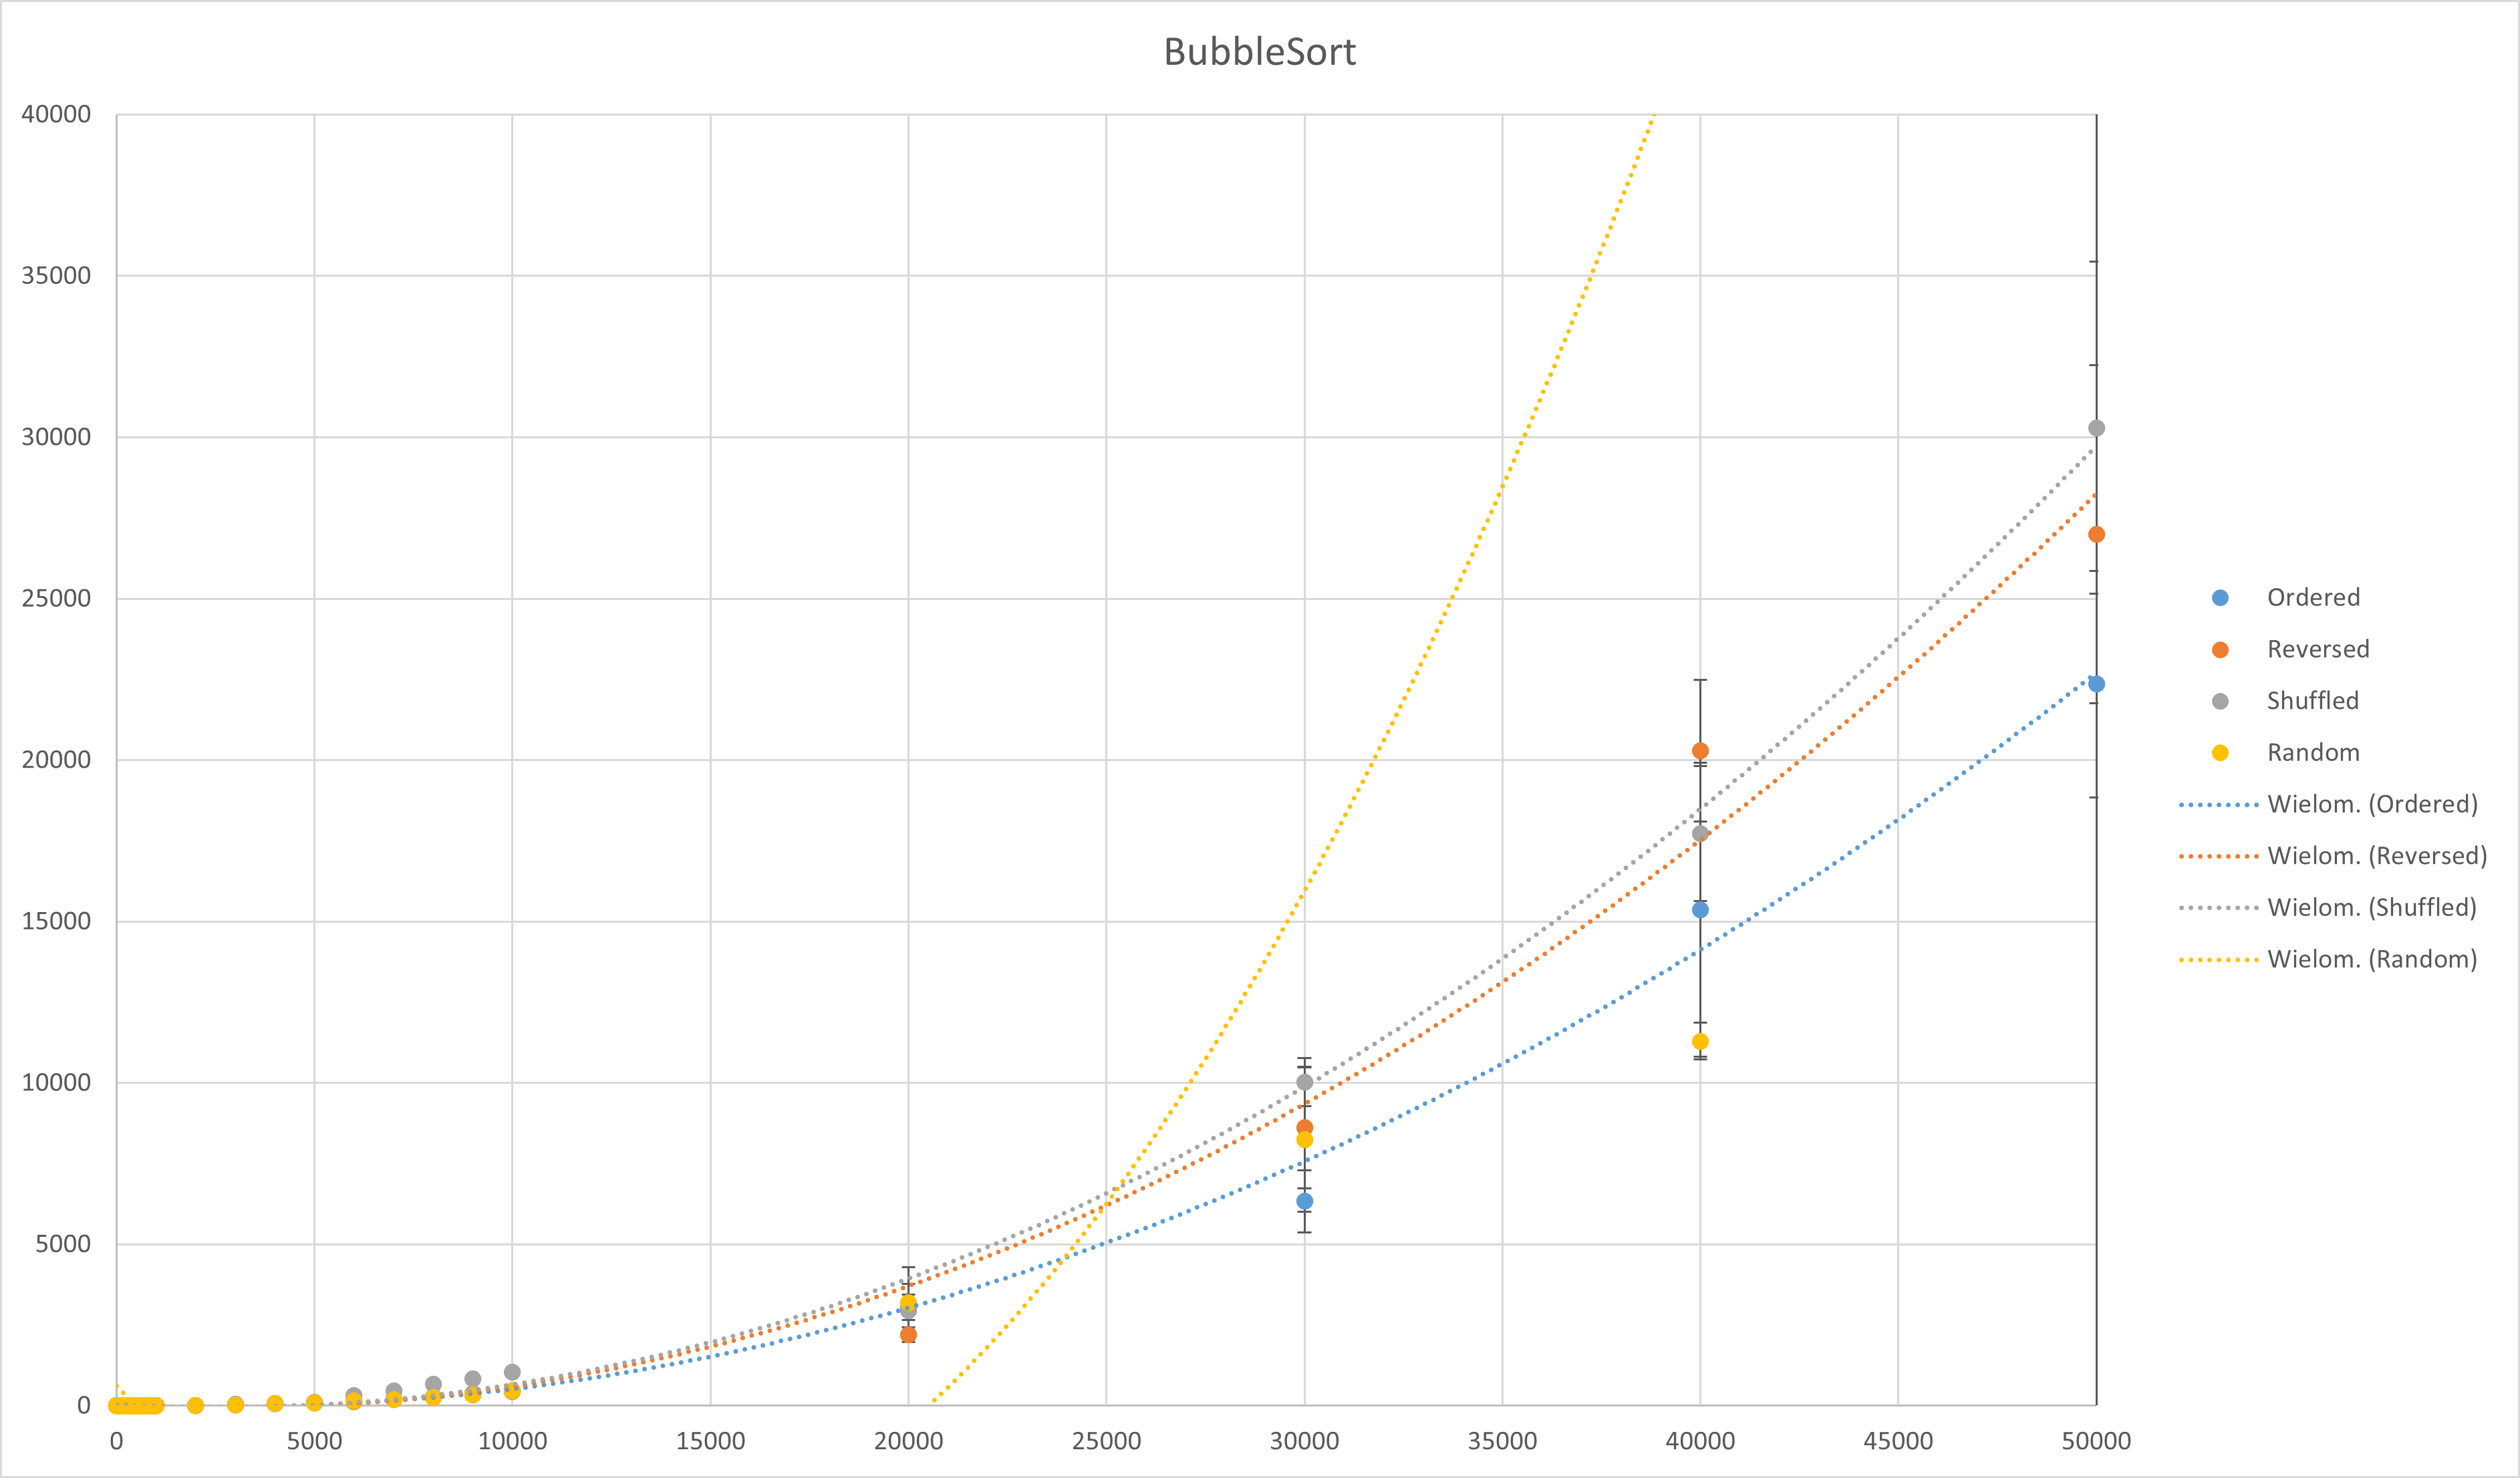 BubbleSort
40000
35000
30000
25000
20000
15000
10000
5000
0
0 5000 10000 15000 20000 25000 30000 35000 40000 45000 50000
Ordered
Reversed
Shuffled
Random
Wielom. (Ordered)
Wielom. (Reversed)
Wielom. (Shuffled)
Wielom. (Random)